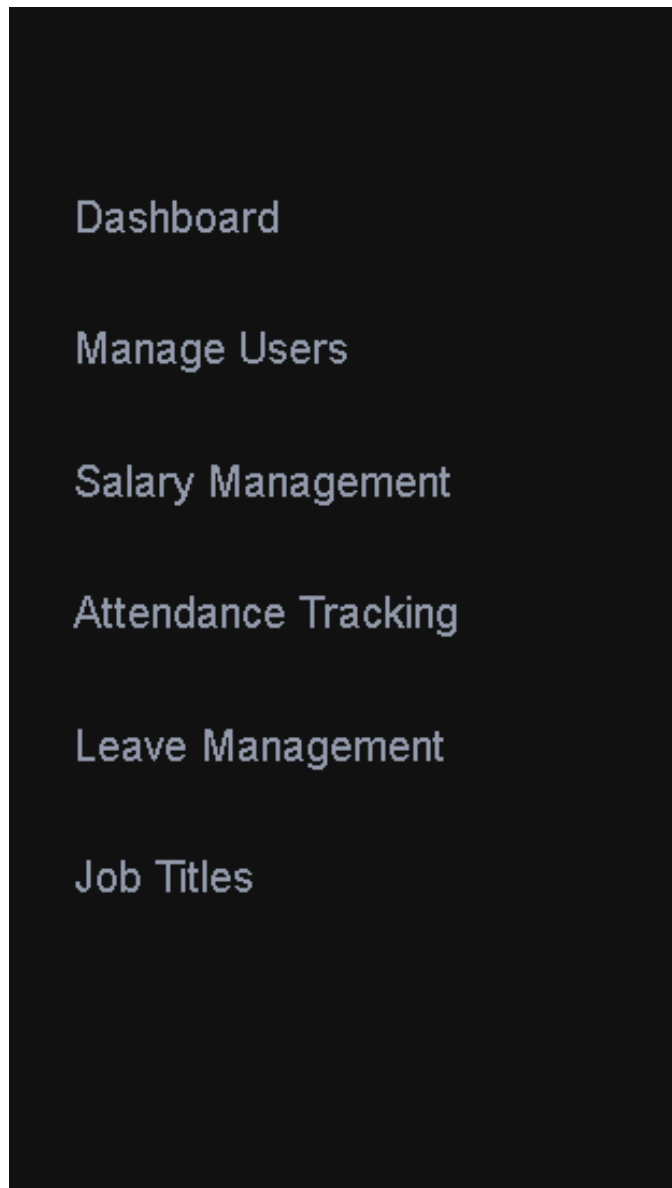 Dashboard
Manage Users
Salary Management
Attendance Tracking
Leave Management
Job Titles